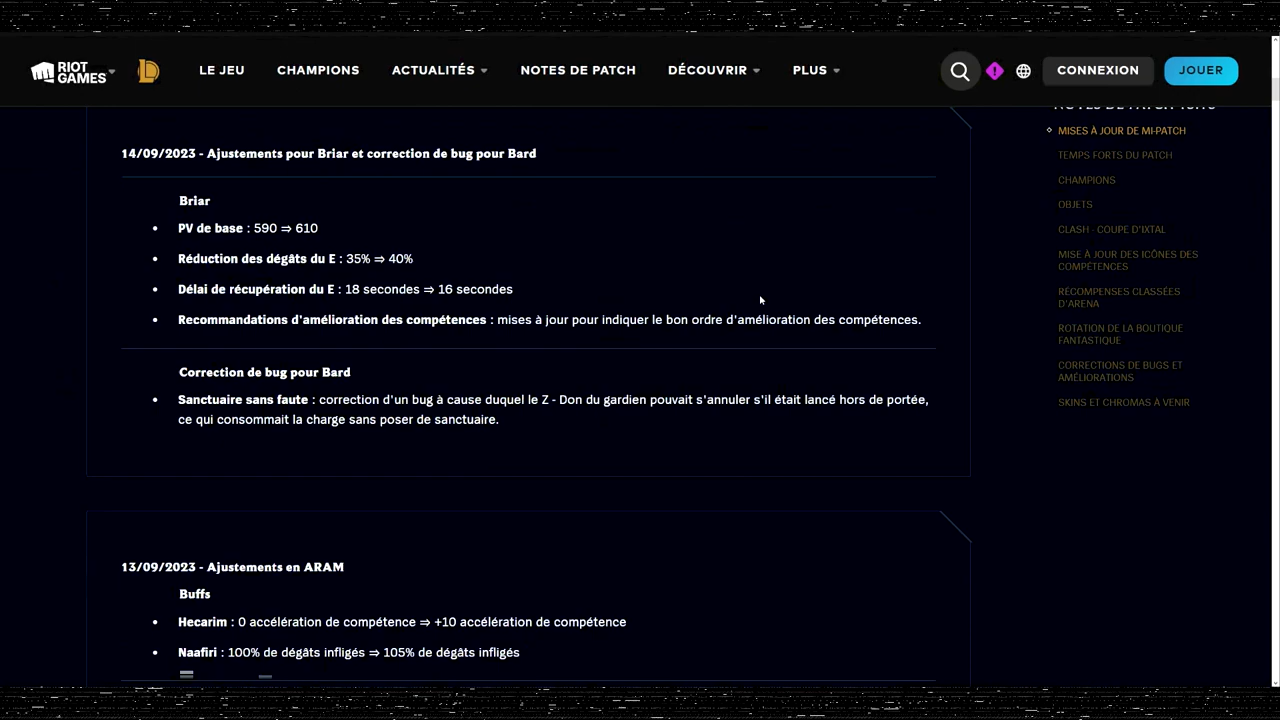 RIOT GAMES
LE JEU
CHAMPIONS
ACTUALITÉS
NOTES DE PATCH
DÉCOUVRIR
PLUS
CONNEXION
JOUER
14/09/2023 - Ajustements pour Briar et correction de bug pour Bard
Briar
• PV de base : 590 ⇒ 610
• Réduction des dégâts du E : 35% ⇒ 40%
• Délai de récupération du E : 18 secondes ⇒ 16 secondes
• Recommandations d'amélioration des compétences : mises à jour pour indiquer le bon ordre d'amélioration des compétences.
Correction de bug pour Bard
• Sanctuaire sans faute : correction d'un bug à cause duquel le Z - Don du gardien pouvait s'annuler s'il était lancé hors de portée,
ce qui consommait la charge sans poser de sanctuaire.
13/09/2023 - Ajustements en ARAM
Buffs
• Hecarim : 0 accélération de compétence ⇒ +10 accélération de compétence
• Naafiri : 100% de dégâts infligés ⇒ 105% de dégâts infligés
MISES À JOUR DE MI-PATCH
TEMPS FORTS DU PATCH
CHAMPIONS
OBJETS
CLASH - COUPE D'IXTAL
MISE À JOUR DES ICÔNES DES
COMPÉTENCES
RÉCOMPENSES CLASSÉES
D'ARENA
ROTATION DE LA BOUTIQUE
FANTASTIQUE
CORRECTIONS DE BUGS ET
AMÉLIORATIONS
SKINS ET CHROMAS À VENIR